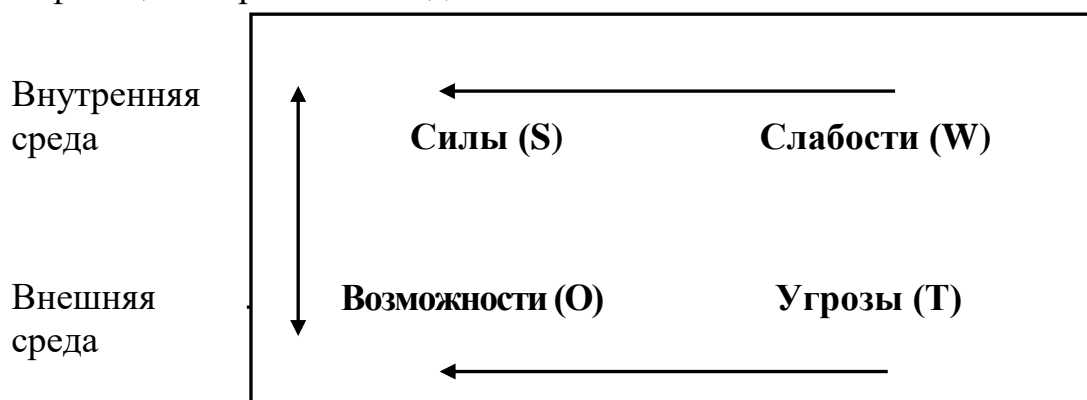 Внутренняя
среда
Силы (S) Слабости (W)
Внешняя
среда
Возможности (O) Угрозы (T)